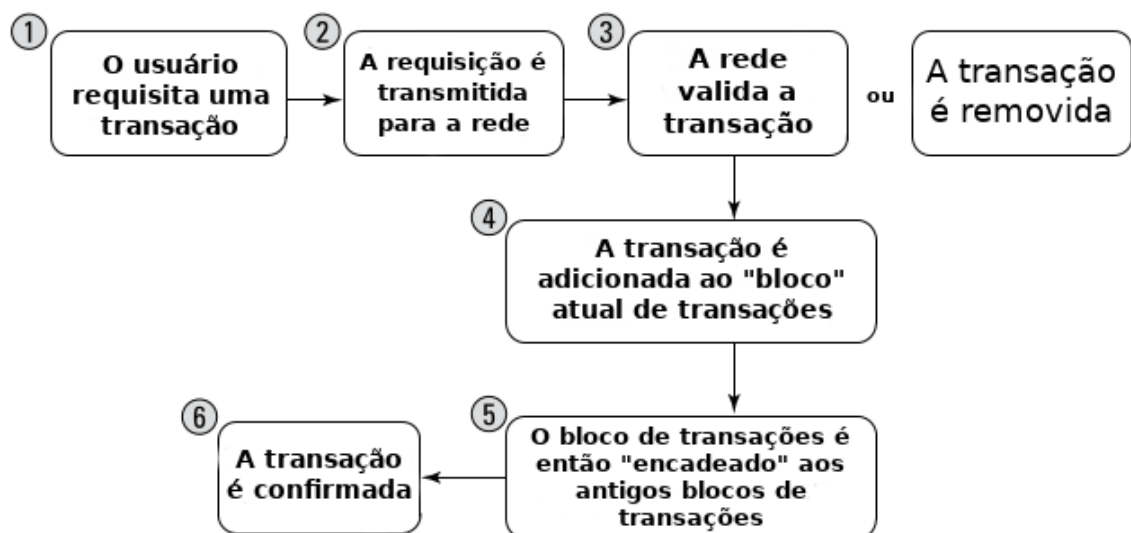 1
O usuário
requisita uma
transação
2
A requisição é
transmitida
para a rede
3
A rede
valida a
transação
ou
A transação
é removida
4
A transação é
adicionada ao "bloco"
atual de transações
5
O bloco de transações é
então "encadeado" aos
antigos blocos de
transações
6
A transação
é confirmada